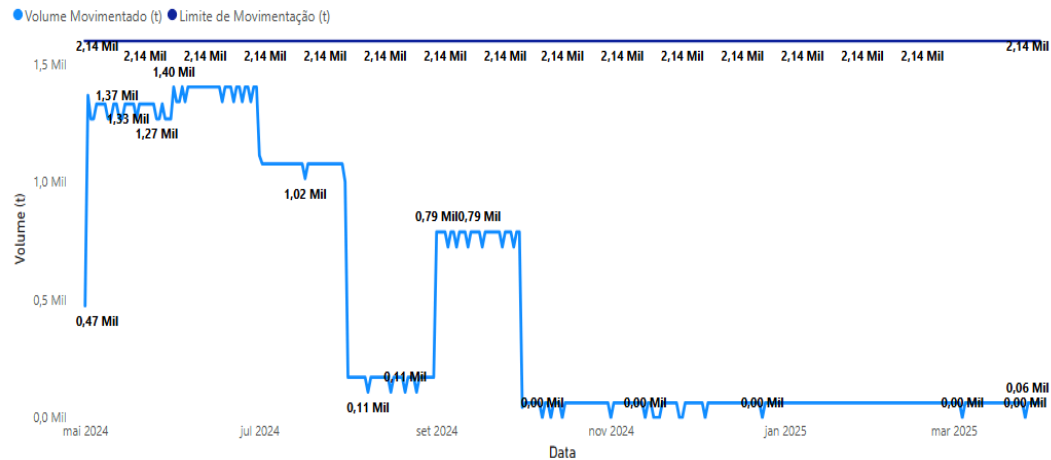 Volume Movimentado (t) Limite de Movimentação (t)
2,14 Mil 2,14 Mil
2,14 Mil 2,14 Mil 2,14 Mil 2,14 Mil 2,14 Mil 2,14 Mil 2,14 Mil 2,14 Mil 2,14 Mil 2,14 Mil 2,14 Mil 2,14 Mil 2,14 Mil 2,14 Mil
1,5 Mil
1,40 Mil
1,37 Mil
1,33 Mil
1,27 Mil
1,0 Mil
1,02 Mil
0,79 Mil 0,79 Mil
Volume (t)
0,5 Mil
0,47 Mil
0,11 Mil
0,11 Mil
0,06 Mil
0,00 Mil 0,00 Mil 0,00 Mil 0,00 Mil 0,00 Mil
0,0 Mil
mai 2024 jul 2024 set 2024 nov 2024 jan 2025 mar 2025
Data